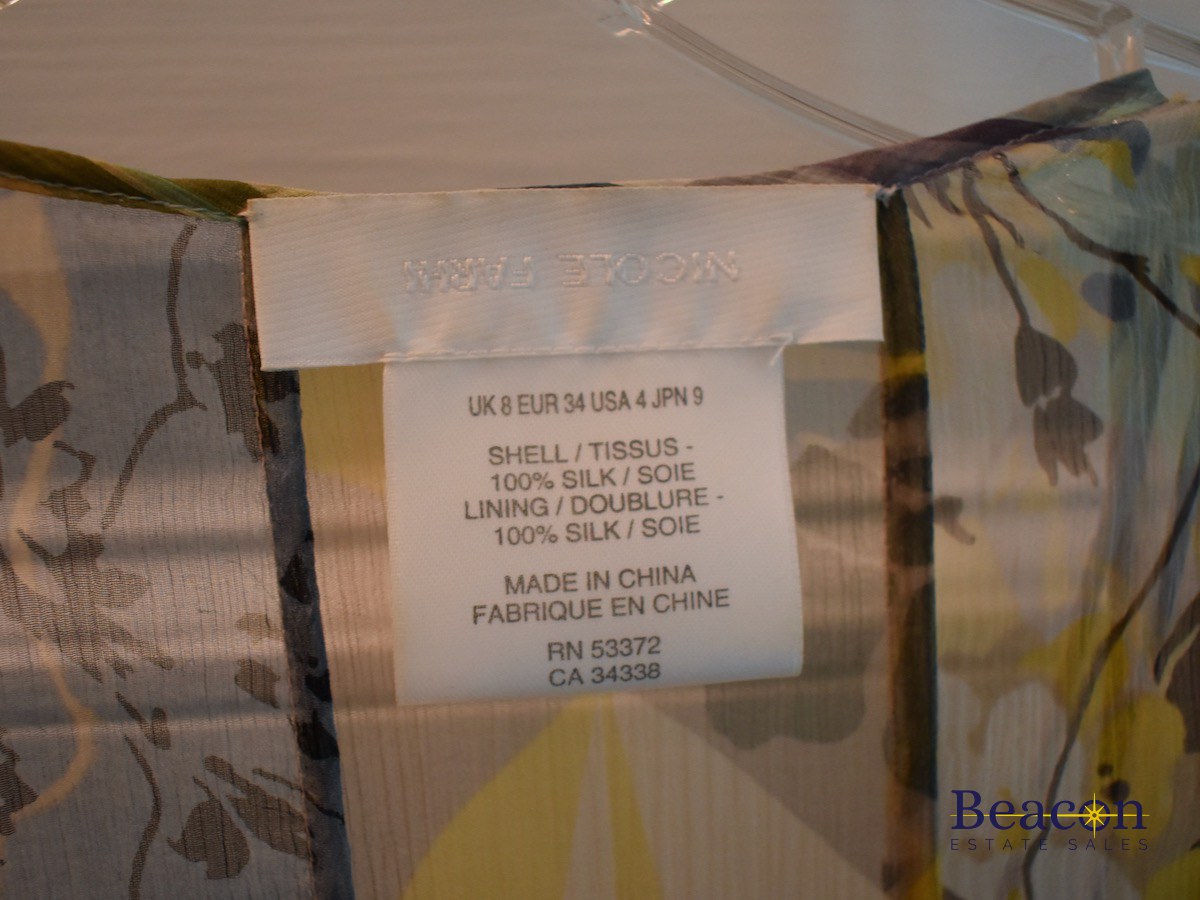 NICOLE FARHI
UK 8 EUR 34 USA 4 JPN 9
SHELL / TISSUS -
100% SILK / SOIE
LINING / DOUBLURE -
100% SILK / SOIE
MADE IN CHINA
FABRIQUE EN CHINE
RN 53372
CA 34338
Beacon
ESTATE SALES